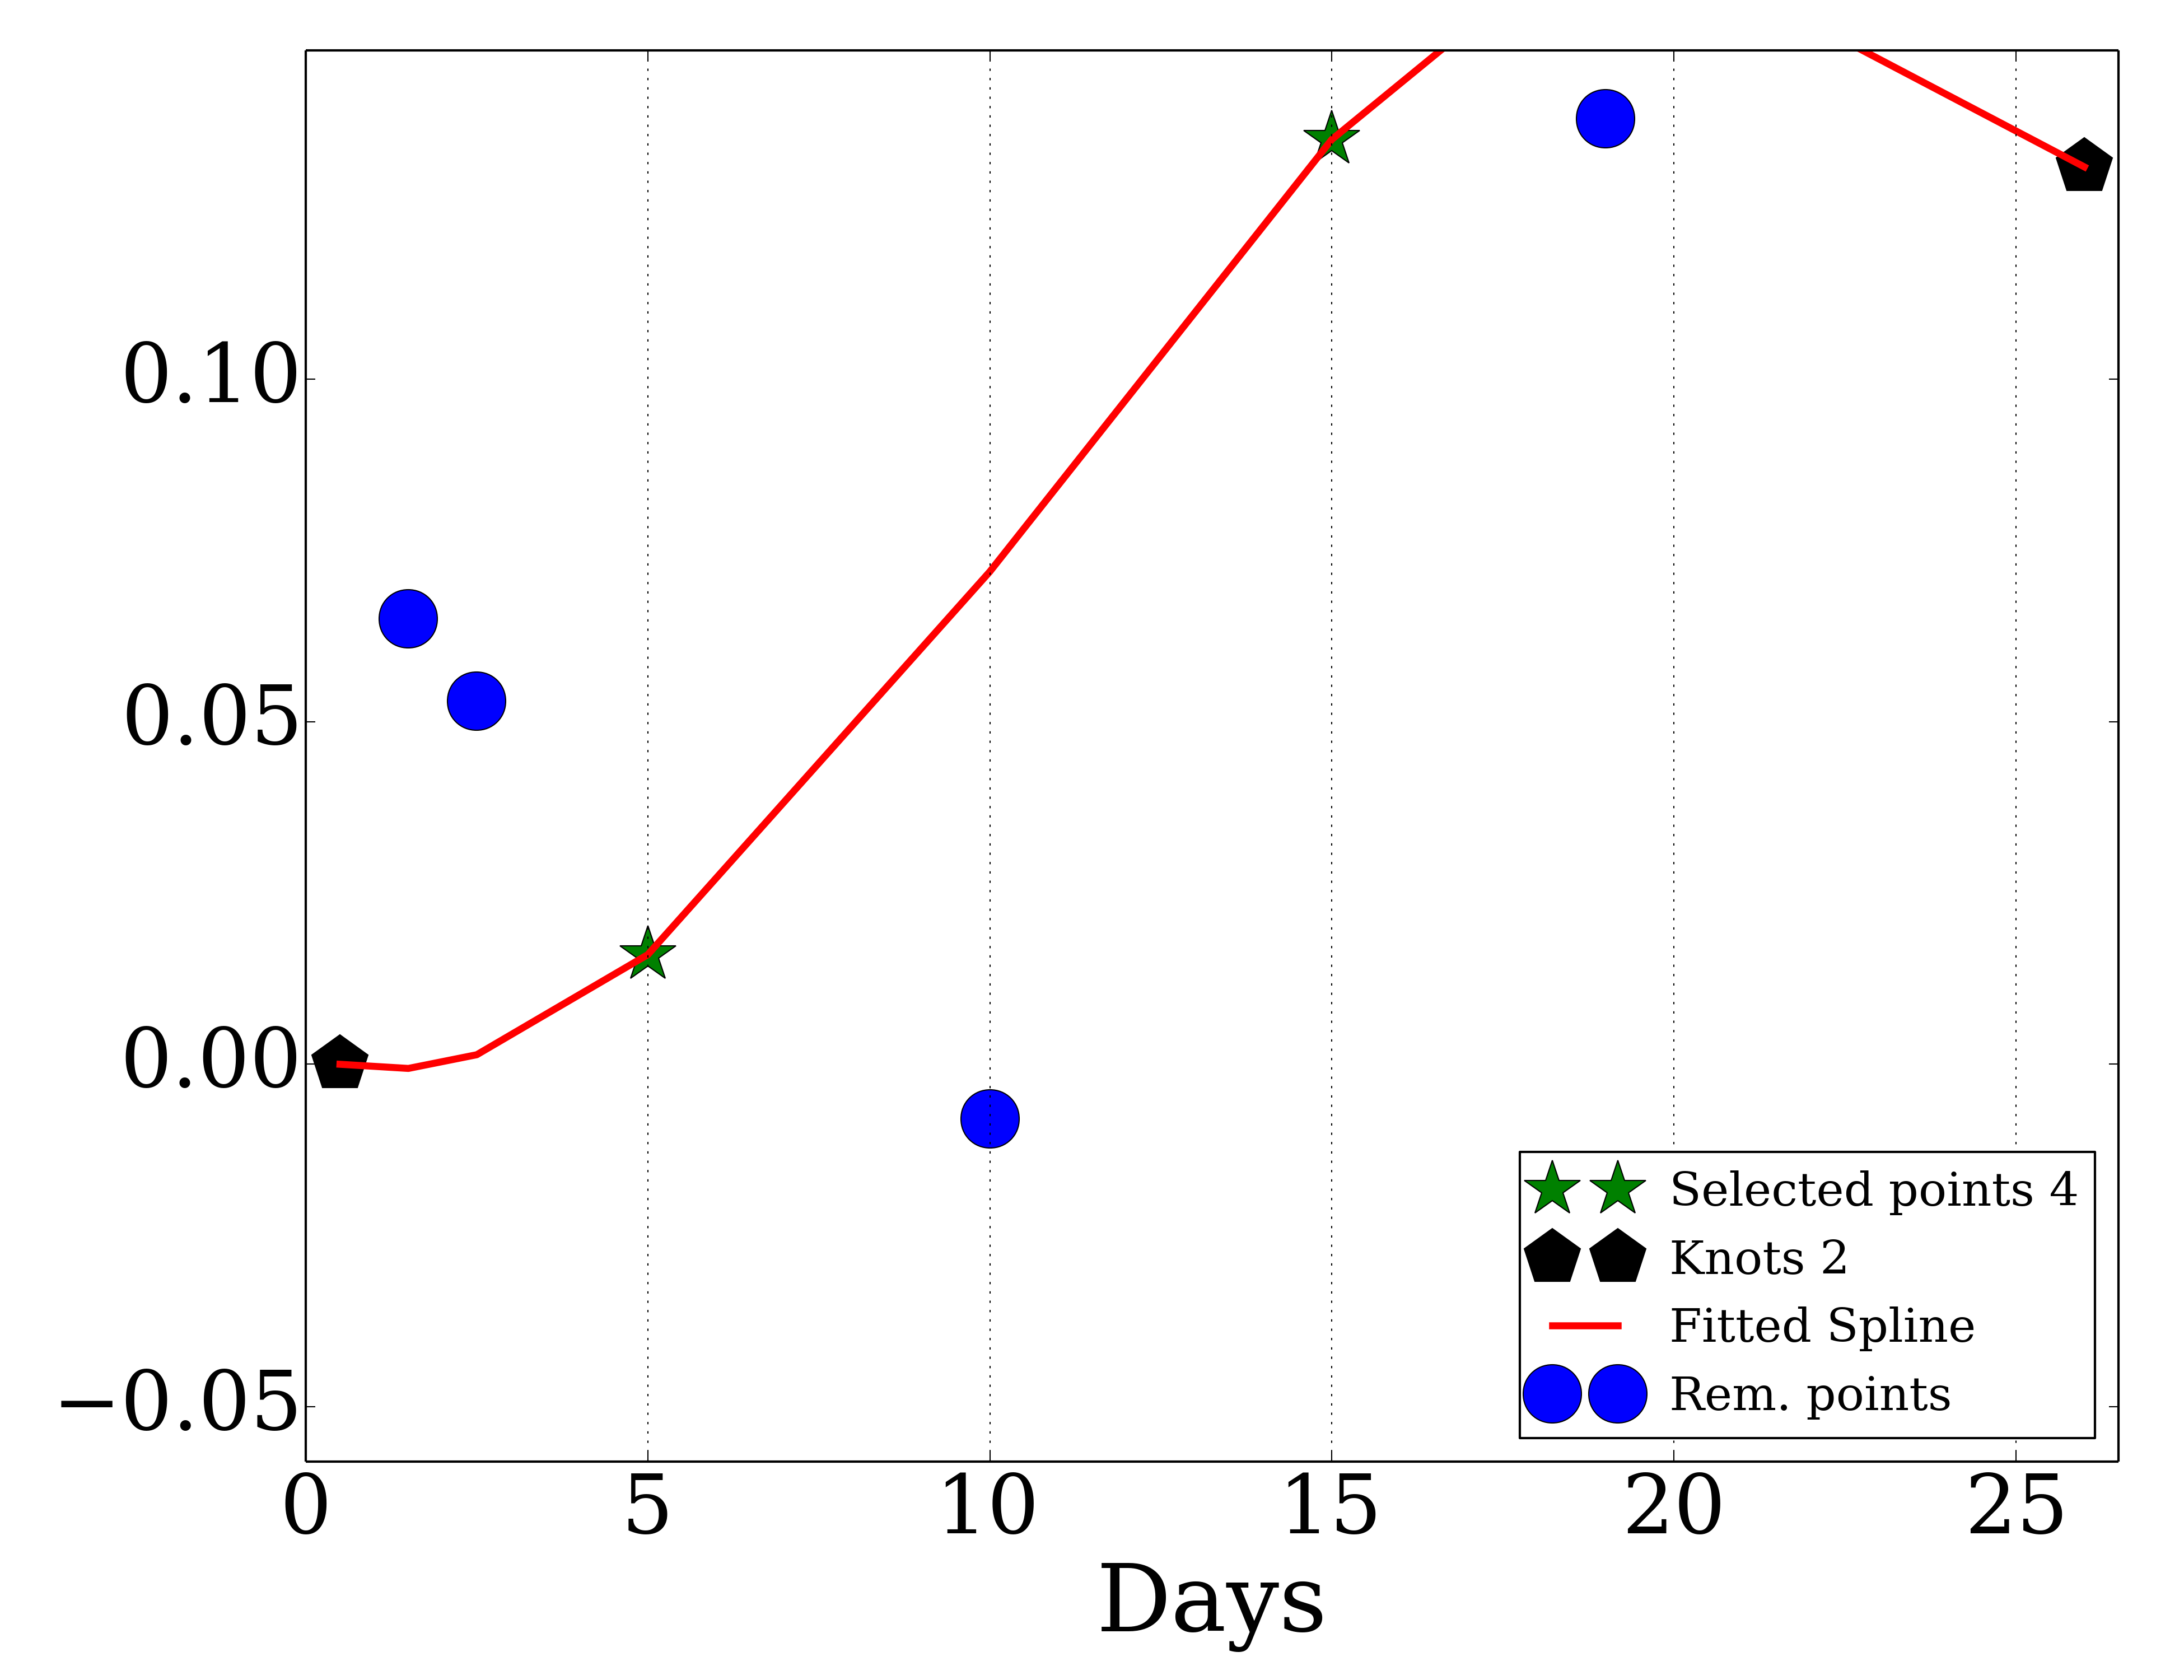 0.10
0.05
0.00
−0.05
0
5
10
15
20
25
Days
Selected points 4
Knots 2
Fitted Spline
Rem. points